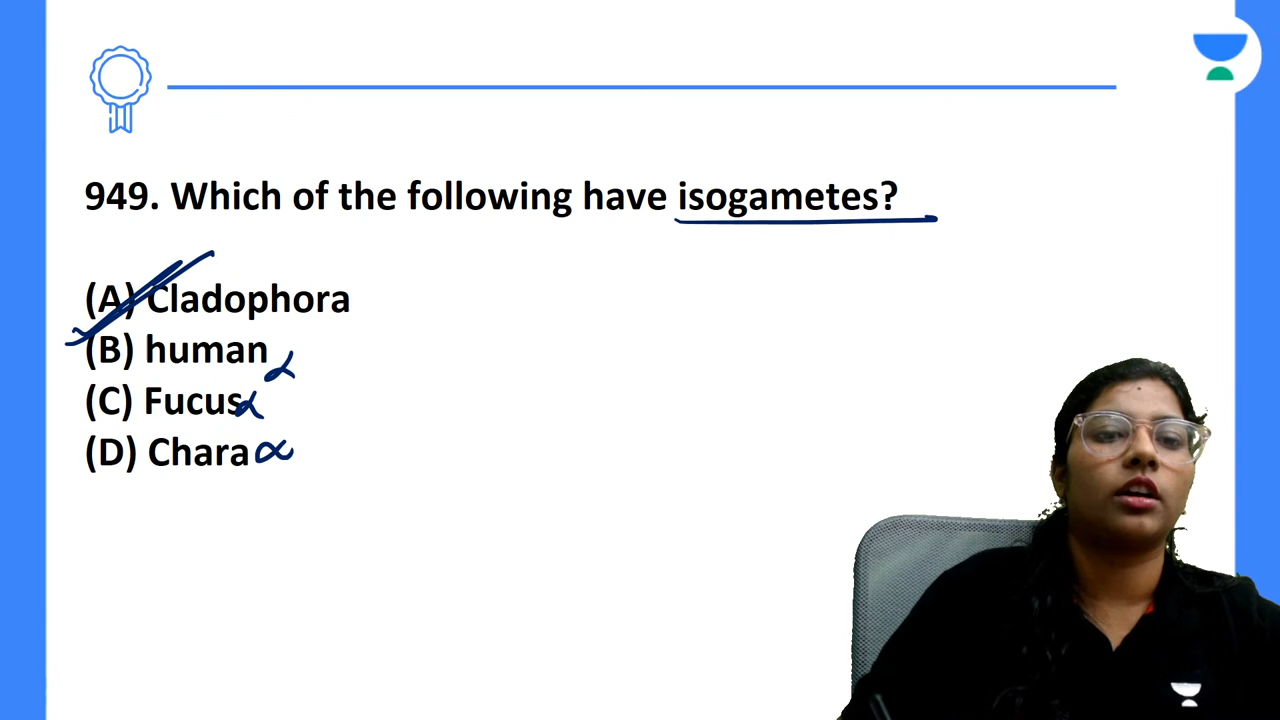 949. Which of the following have isogametes?
(A) Cladophora
(B) human
(C) Fucus
(D) Chara